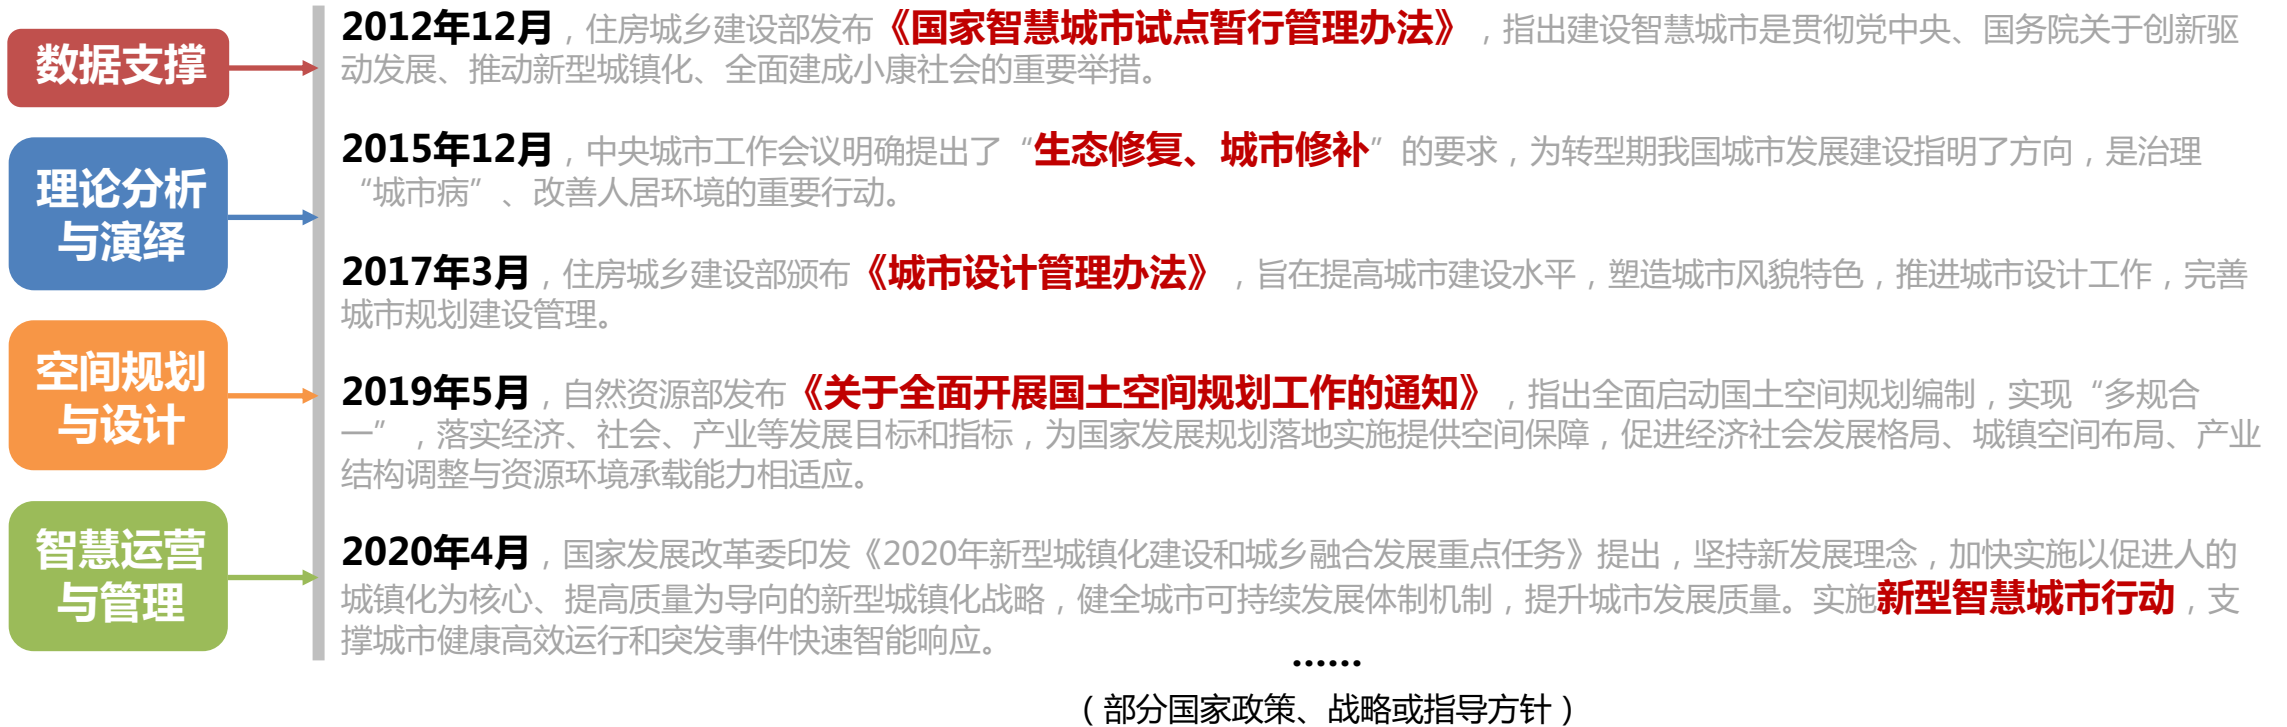 数据支撑
理论分析
与演绎
空间规划
与设计
智慧运营
与管理
2012年12月，住房城乡建设部发布《国家智慧城市试点暂行管理办法》，指出建设智慧城市是贯彻党中央、国务院关于创新驱
动发展、推动新型城镇化、全面建成小康社会的重要举措。
2015年12月，中央城市工作会议明确提出了“生态修复、城市修补”的要求，为转型期我国城市发展建设指明了方向，是治理
“城市病”、改善人居环境的重要行动。
2017年3月，住房城乡建设部颁布《城市设计管理办法》，旨在提高城市建设水平，塑造城市风貌特色，推进城市设计工作，完善
城市规划建设管理。
2019年5月，自然资源部发布《关于全面开展国土空间规划工作的通知》，指出全面启动国土空间规划编制，实现“多规合
一”，落实经济、社会、产业等发展目标和指标，为国家发展规划落地实施提供空间保障，促进经济社会发展格局、城镇空间布局、产业
结构调整与资源环境承载能力相适应。
2020年4月，国家发展改革委印发《2020年新型城镇化建设和城乡融合发展重点任务》提出，坚持新发展理念，加快实施以促进人的
城镇化为核心、提高质量为导向的新型城镇化战略，健全城市可持续发展体制机制，提升城市发展质量。实施新型智慧城市行动，支
撑城市健康高效运行和突发事件快速智能响应。
……
（部分国家政策、战略或指导方针）